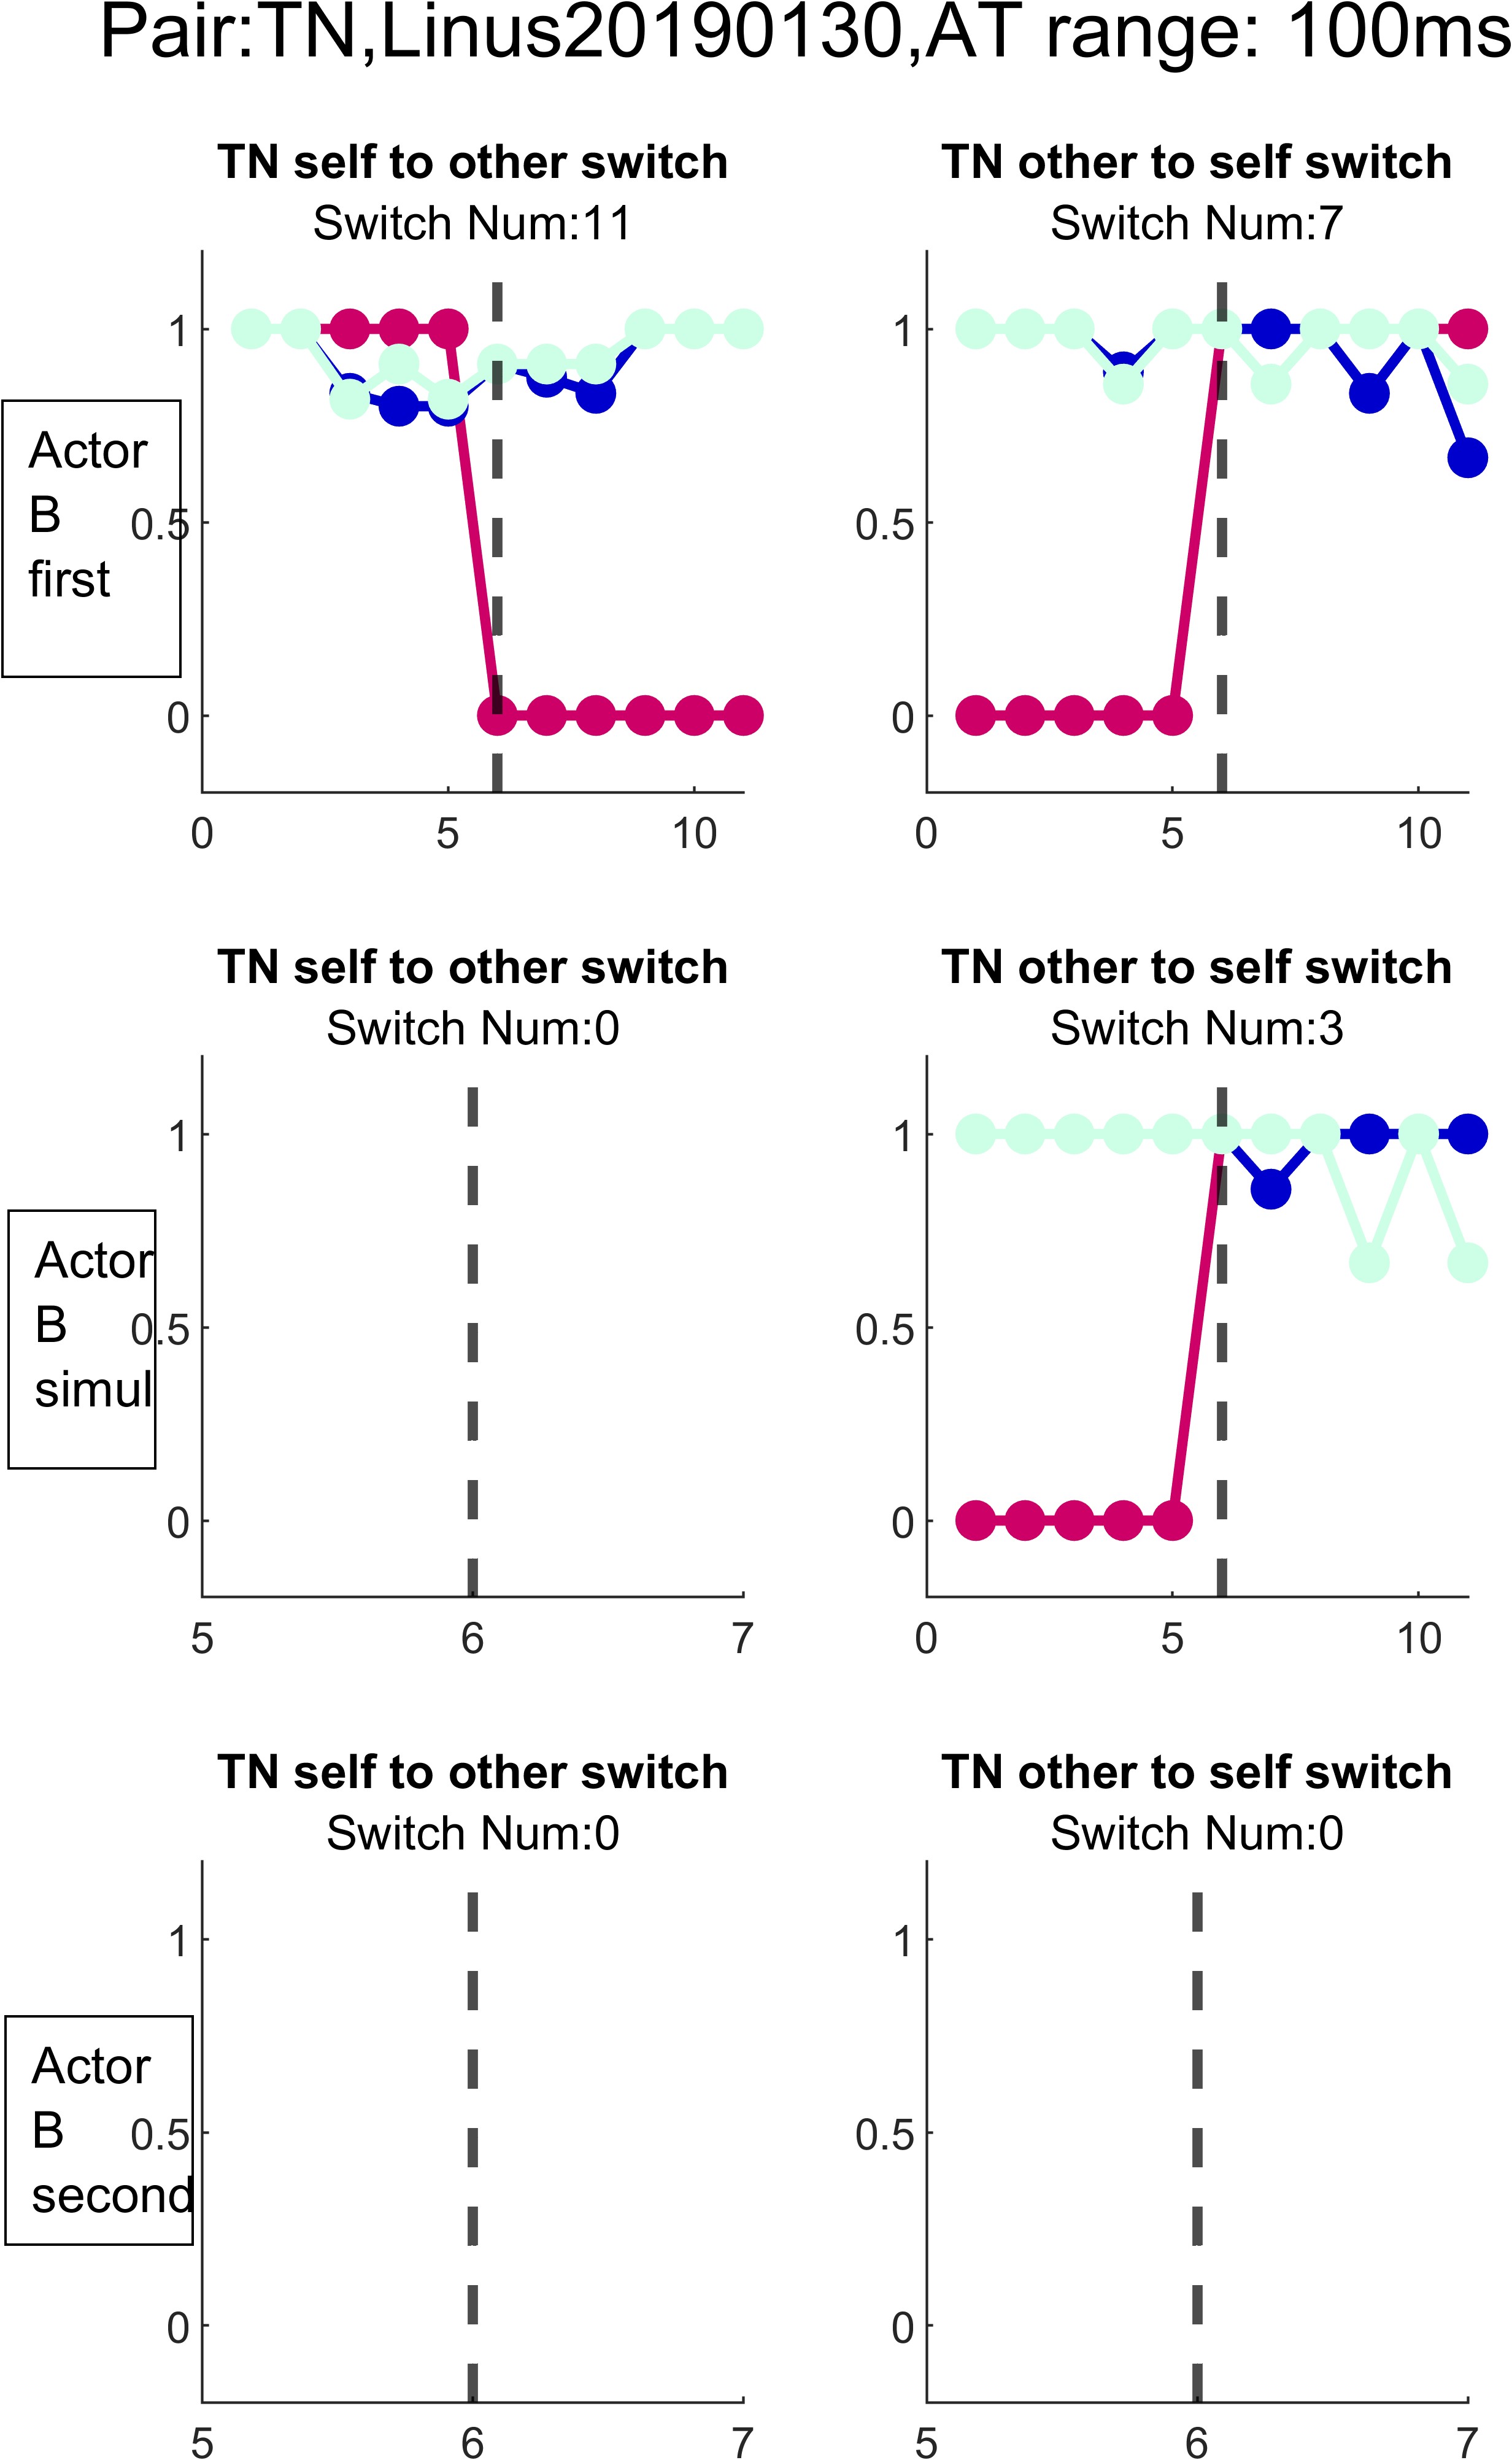 Pair:TN,Linus20190130,AT range: 100ms
TN self to other switch
Switch Num:11
TN other to self switch
Switch Num:7
Actor
B
first
1
0.5
0
0
5
10
1
0.5
0
0
5
10
TN self to other switch
Switch Num:0
TN other to self switch
Switch Num:3
Actor
B
simul
1
0.5
0
5
6
7
1
0.5
0
0
5
10
TN self to other switch
Switch Num:0
TN other to self switch
Switch Num:0
Actor
B
second
1
0.5
0
5
6
7
1
0.5
0
5
6
7